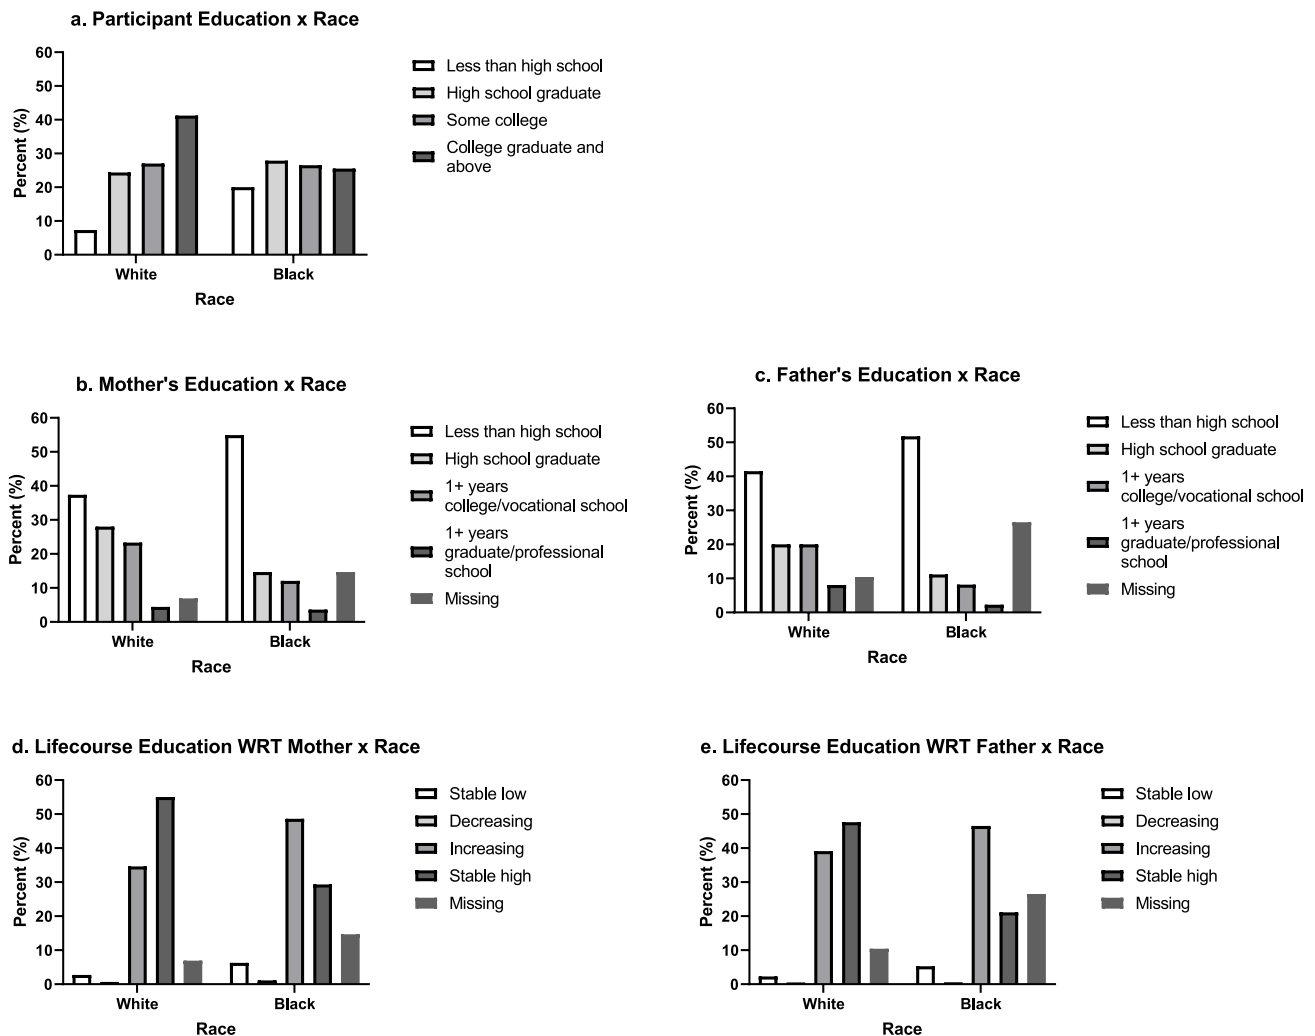 a. Participant Education x Race
Percent (%)
60
50
40
30
20
10
0
White
Black
Race
Less than high school
High school graduate
Some college
College graduate and
above
b. Mother's Education x Race
Percent (%)
60
50
40
30
20
10
0
White
Black
Race
Less than high school
High school graduate
1+ years
college/vocational school
1+ years
graduate/professional
school
Missing
c. Father's Education x Race
Percent (%)
60
50
40
30
20
10
0
White
Black
Race
Less than high school
High school graduate
1+ years
college/vocational school
1+ years
graduate/professional
school
Missing
d. Lifecourse Education WRT Mother x Race
Percent (%)
60
50
40
30
20
10
0
White
Black
Race
Stable low
Decreasing
Increasing
Stable high
Missing
e. Lifecourse Education WRT Father x Race
Percent (%)
60
50
40
30
20
10
0
White
Black
Race
Stable low
Decreasing
Increasing
Stable high
Missing